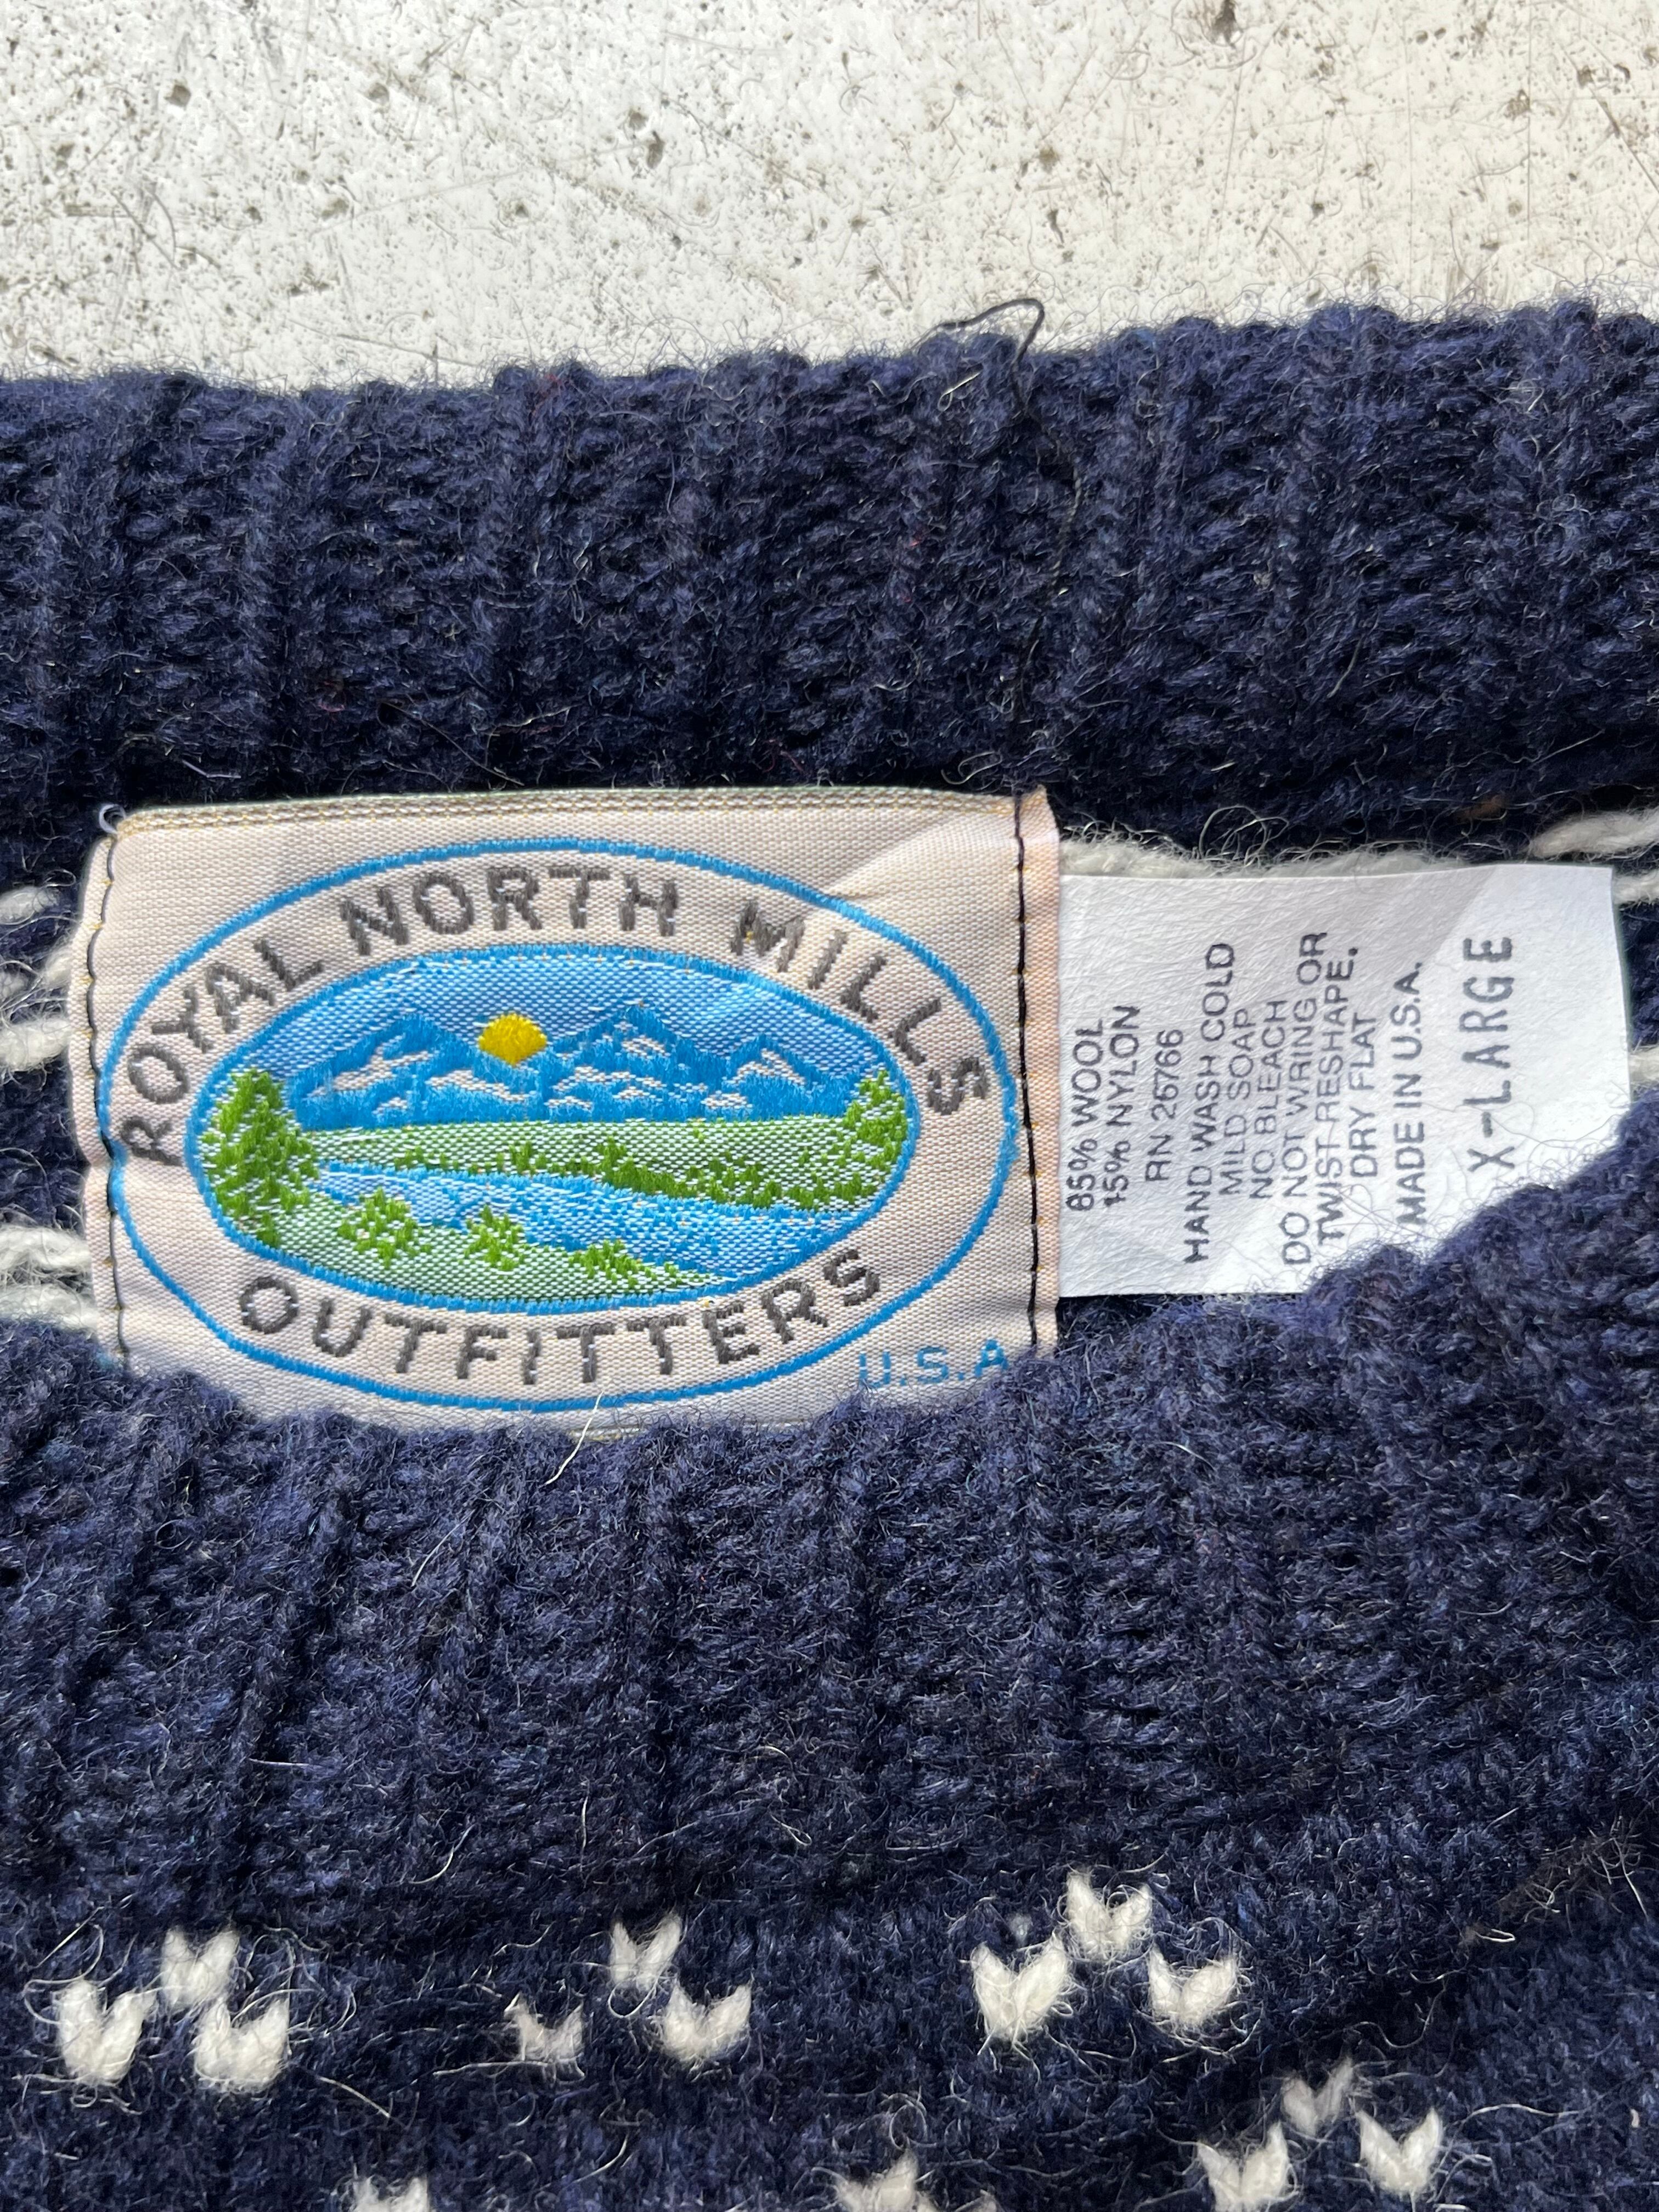 ROYAL NORTH MILLS
OUTFITTERS
U.S.A
85% WOOL
15% NYLON
RN 26766
HAND WASH COLD
MILD SOAP
NO BLEACH
DO NOT WRING OR
TWIST-RESHAPE.
DRY FLAT
MADE IN U.S.A.
X-LARGE